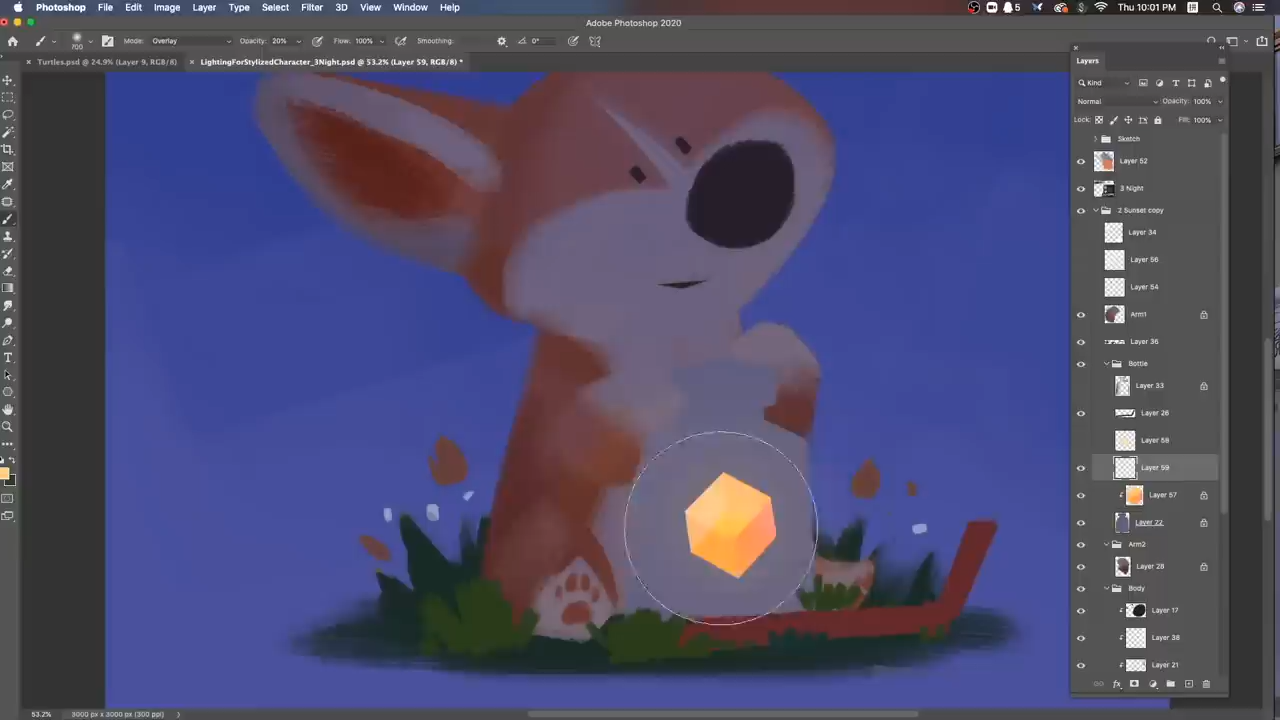 Photoshop File Edit Image Layer Type Select Filter 3D View Window Help
5 Thu 10:01 PM
Adobe Photoshop 2020
700 Mode: Overlay Opacity: 20% Flow: 100% Smoothing: 0°
Turtles.psd @ 24.9% (Layer 9, RGB/8)
LightingForStylizedCharacter_3Night.psd @ 53.2% (Layer 59, RGB/8) *
Layers
Kind
Normal Opacity: 100%
Lock: Fill: 100%
Sketch
Layer 52
3 Night
2 Sunset copy
Layer 34
Layer 56
Layer 54
Arm1
Layer 36
Bottle
Layer 33
Layer 26
Layer 58
Layer 59
Layer 57
Layer 22
Arm2
Layer 28
Body
Layer 17
Layer 38
Layer 21
fx
53.2% 3000 px x 3000 px (300 ppi)